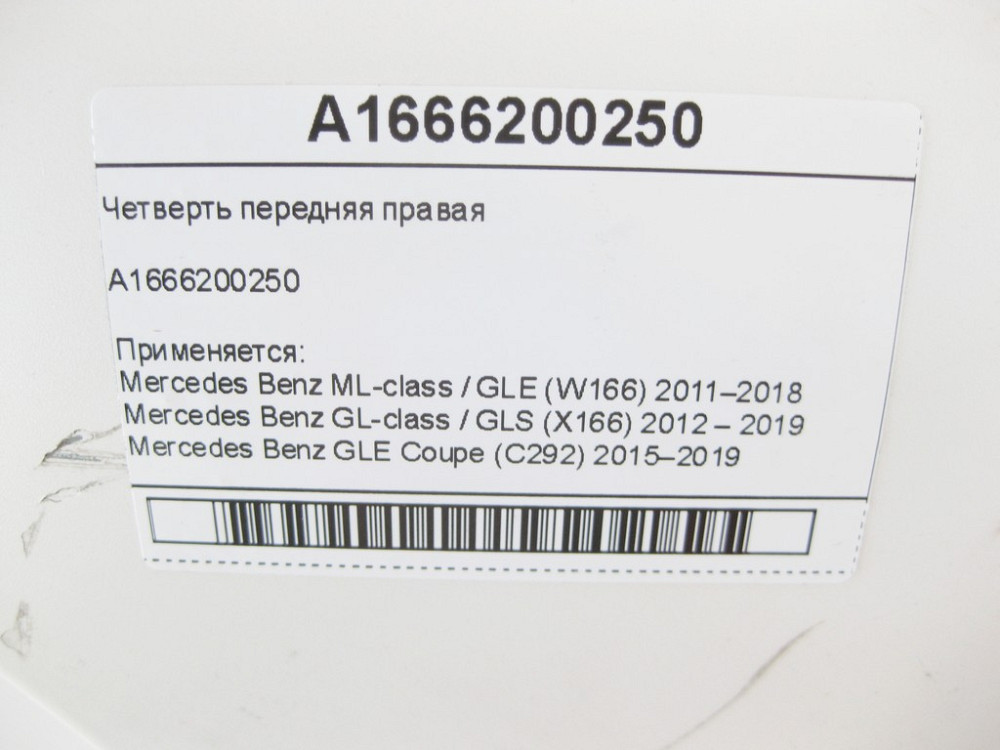 A1666200250
Четверть передняя правая
A1666200250
Применяется:
Mercedes Benz ML-class / GLE (W166) 2011–2018
Mercedes Benz GL-class / GLS (X166) 2012 – 2019
Mercedes Benz GLE Coupe (C292) 2015–2019